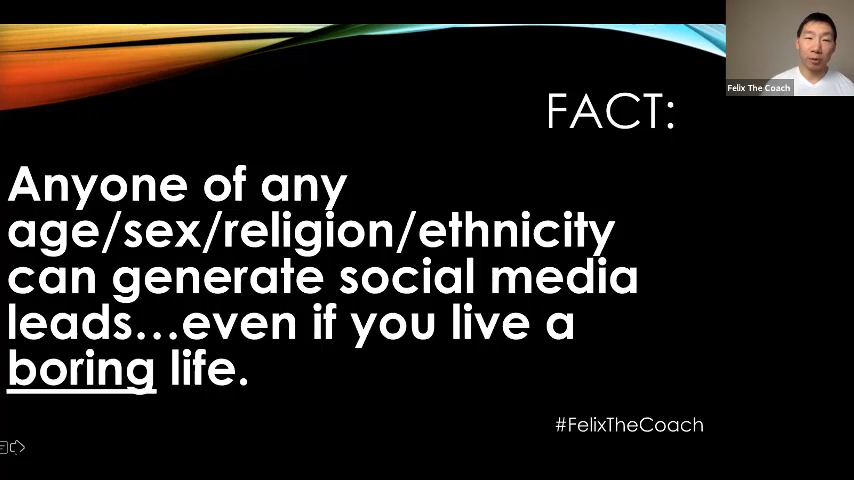 Felix The Coach
FACT:
Anyone of any
age/sex/religion/ethnicity
can generate social media
leads...even if you live a
boring life.
#FelixTheCoach